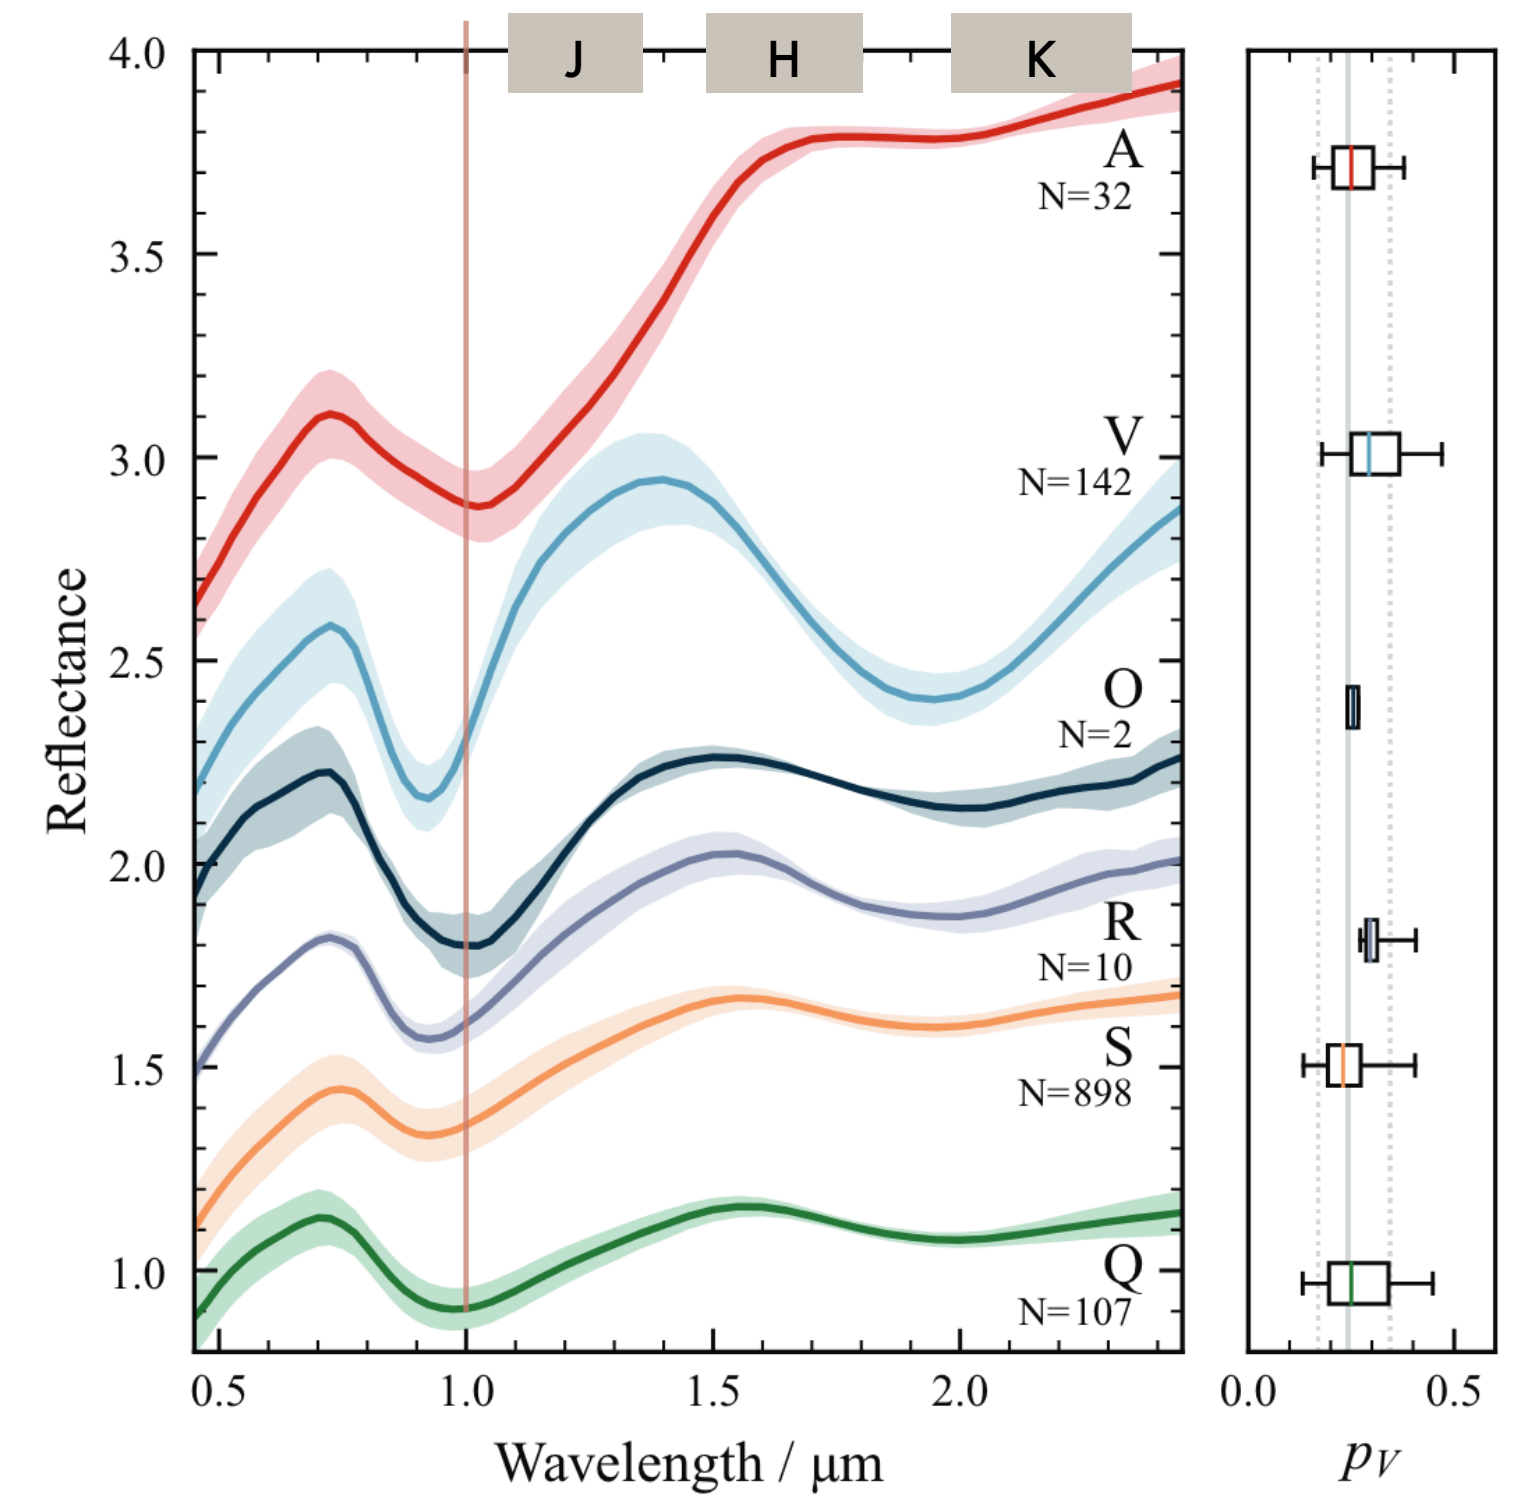 J H K
4.0
A
N=32
3.5
V
N=142
3.0
2.5
O
N=2
Reflectance
2.0
R
N=10
1.5
S
N=898
1.0
Q
N=107
0.5 1.0 1.5 2.0
0.0 0.5
Wavelength / μm
pV